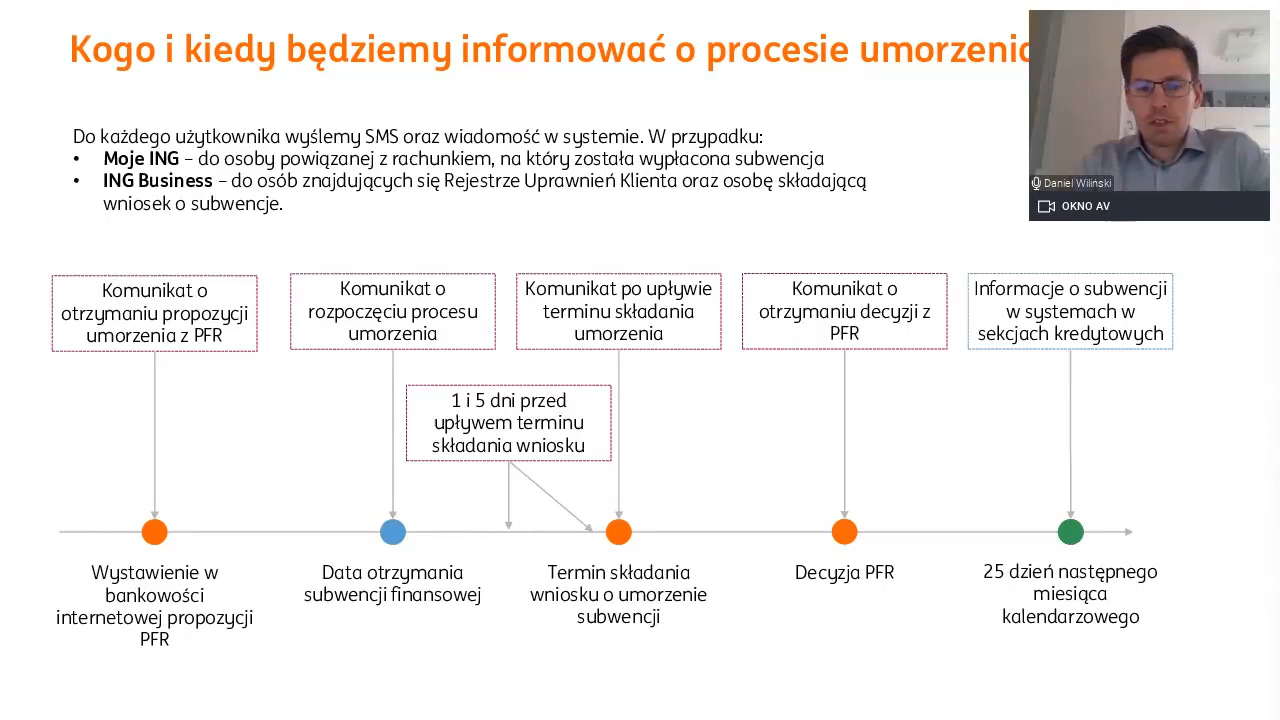 Kogo i kiedy będziemy informować o procesie umorzenia
Do każdego użytkownika wyślemy SMS oraz wiadomość w systemie. W przypadku:
• Moje ING – do osoby powiązanej z rachunkiem, na który została wypłacona subwencja
• ING Business – do osób znajdujących się Rejestrze Uprawnień Klienta oraz osobę składającą
wniosek o subwencje.
Daniel Wiliński
OKNO AV
Komunikat o
otrzymaniu propozycji
umorzenia z PFR
Komunikat o
rozpoczęciu procesu
umorzenia
Komunikat po upływie
terminu składania
umorzenia
Komunikat o
otrzymaniu decyzji z
PFR
Informacje o subwencji
w systemach w
sekcjach kredytowych
1 i 5 dni przed
upływem terminu
składania wniosku
Wystawienie w
bankowości
internetowej propozycji
PFR
Data otrzymania
subwencji finansowej
Termin składania
wniosku o umorzenie
subwencji
Decyzja PFR
25 dzień następnego
miesiąca
kalendarzowego